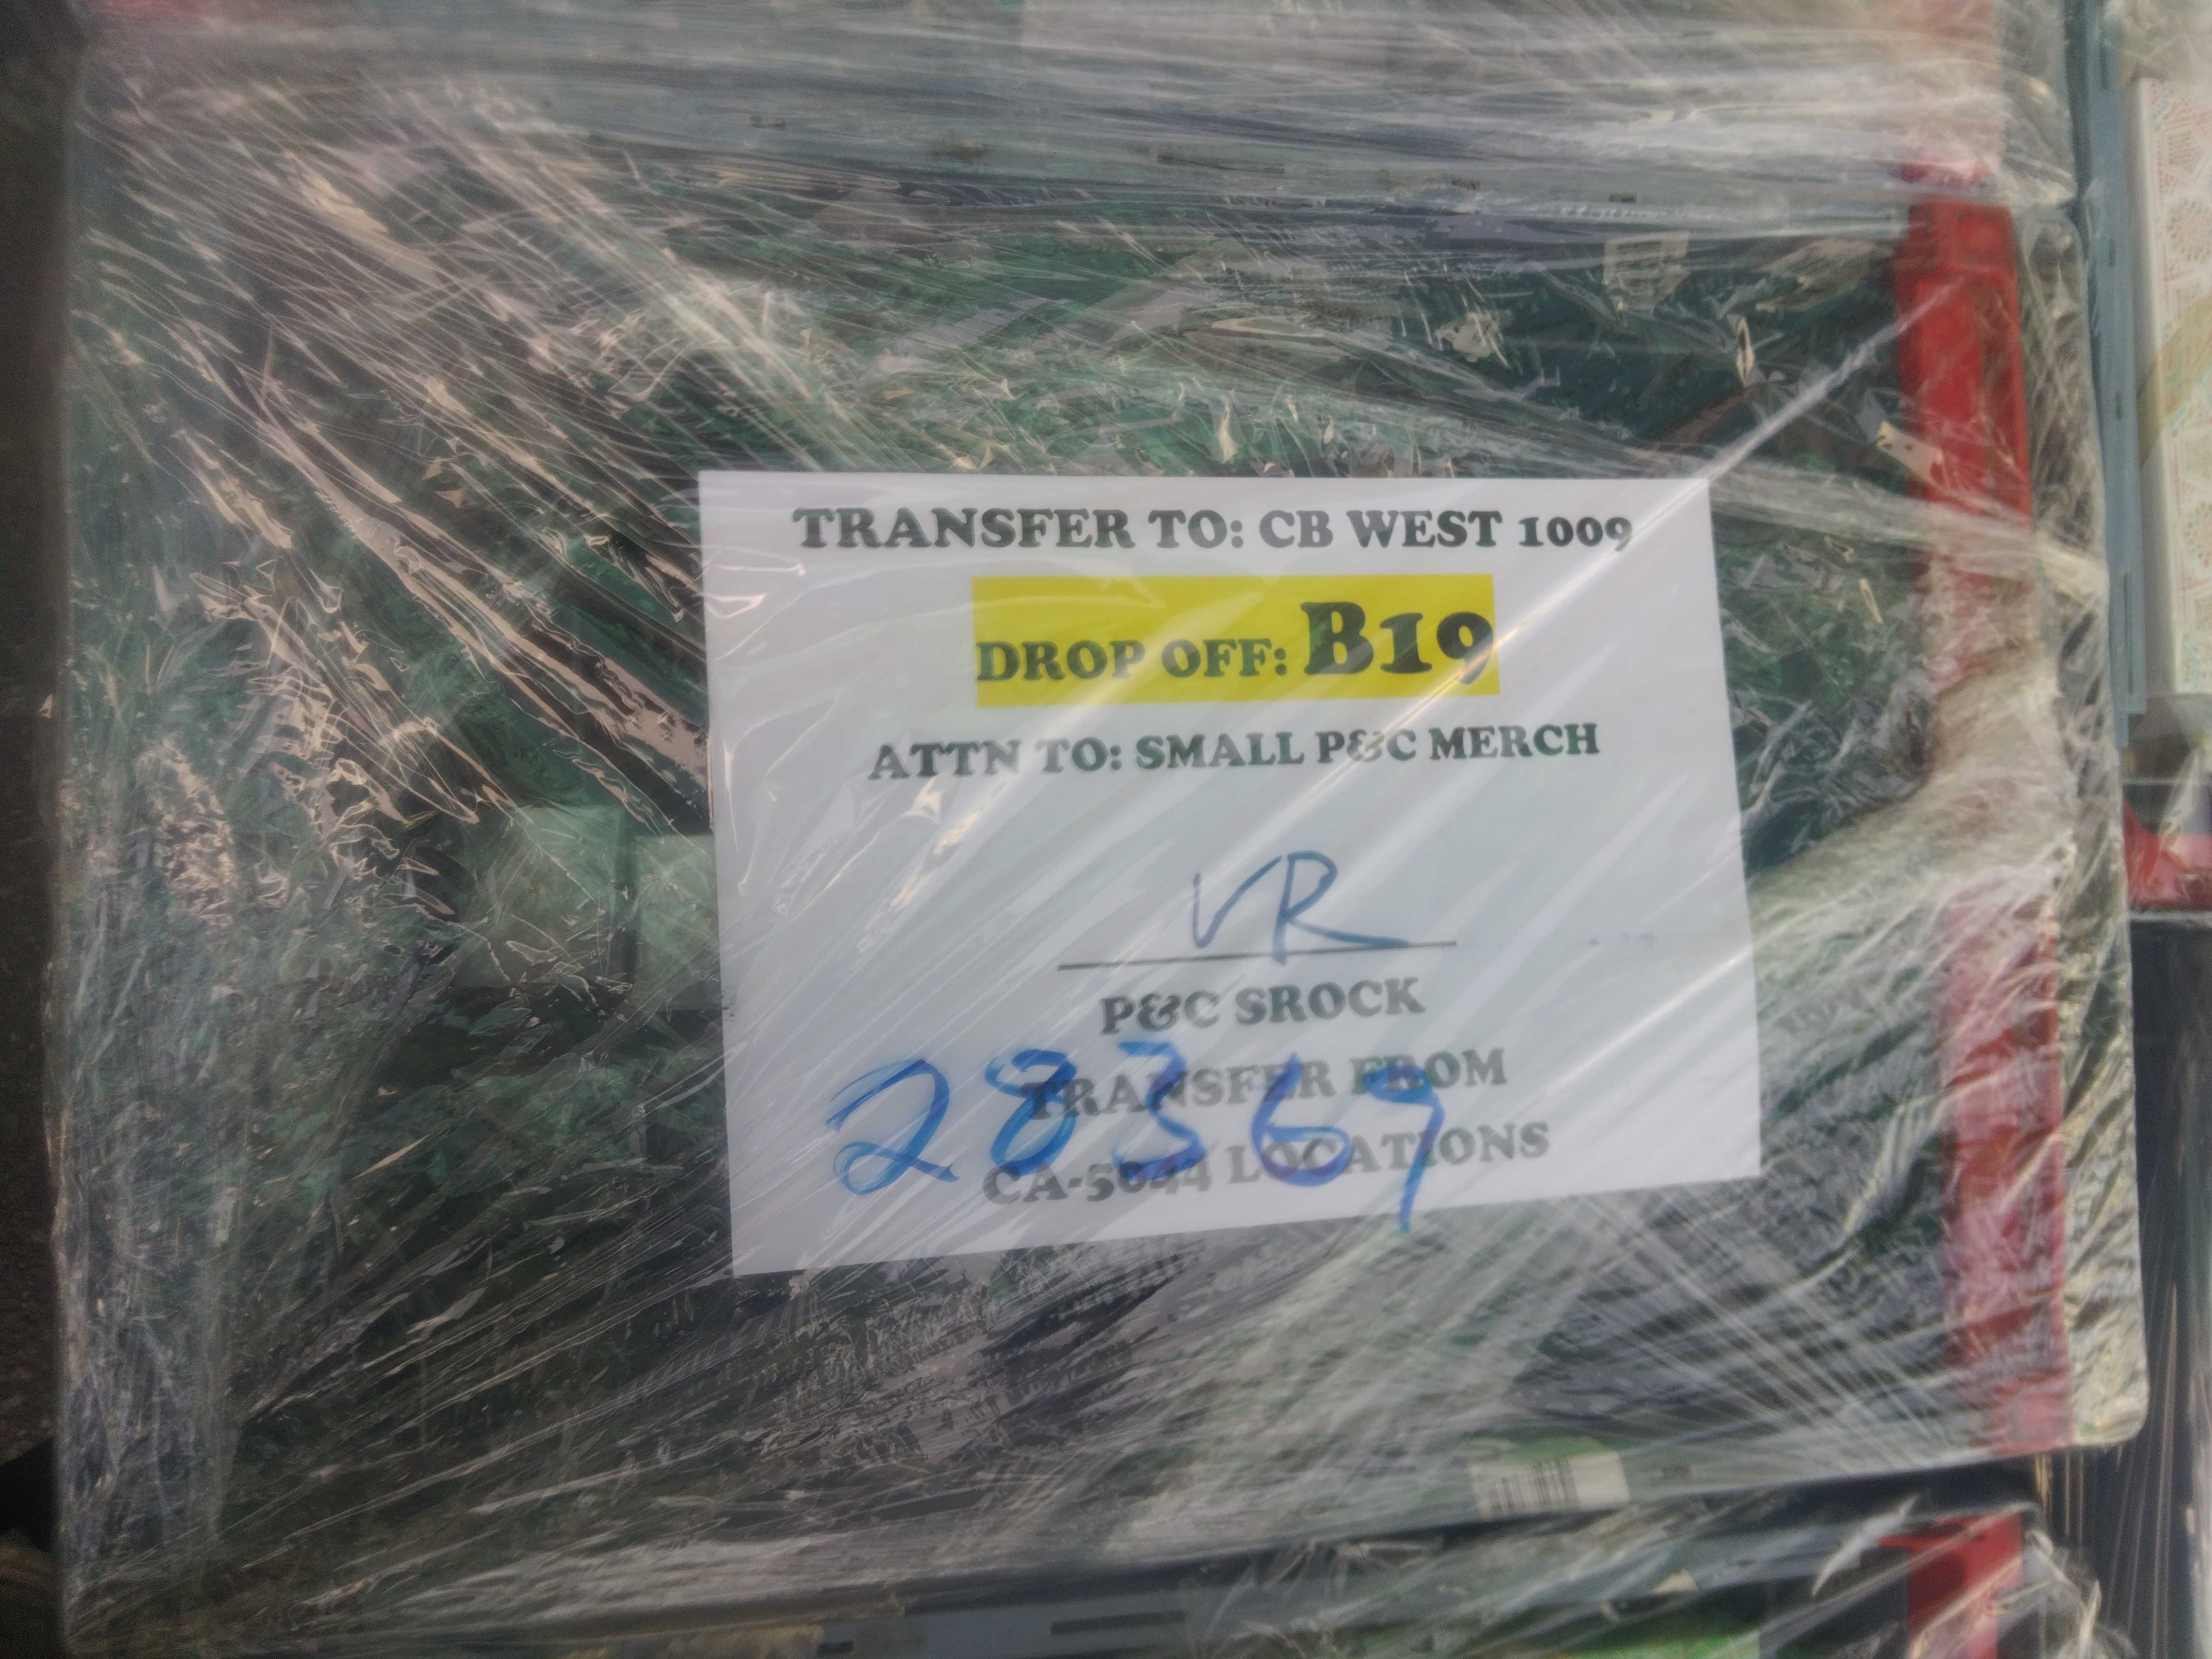 TRANSFER TO: CB WEST 1009
DROP OFF: B19
ATTN TO: SMALL P&C MERCH
VR
P&C SROCK
TRANSFER FROM
28369
CA-5044 LOCATIONS